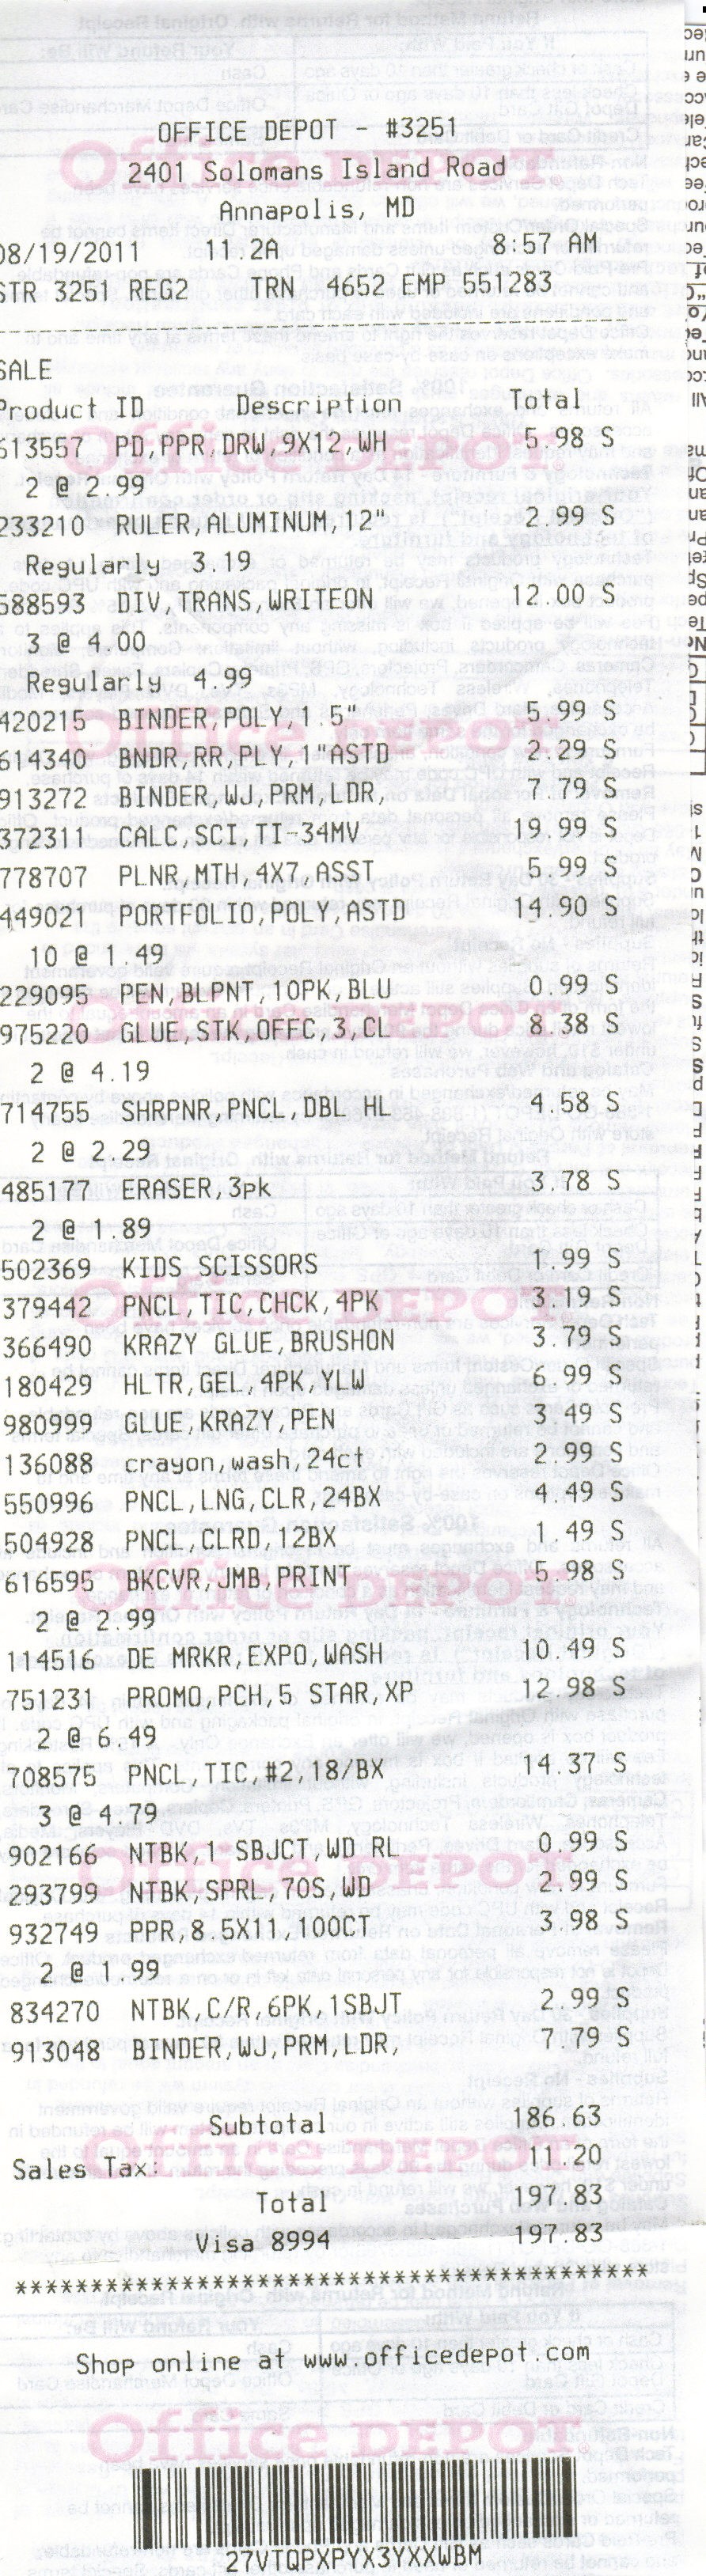 OFFICE DEPOT - #3251
2401 Solomans Island Road
Annapolis, MD
08/19/2011 11.2A 8:57 AM
STR 3251 REG2 TRN 4652 EMP 551283
SALE
Product ID Description Total
613557 PD,PPR,DRW,9X12,WH 5.98 S
2 @ 2.99
233210 RULER,ALUMINUM,12" 2.99 S
Regularly 3.19
588593 DIV,TRANS,WRITEON 12.00 S
3 @ 4.00
Regularly 4.99
420215 BINDER,POLY,1.5" 5.99 S
614340 BNDR,RR,PLY,1"ASTD 2.29 S
913272 BINDER,WJ,PRM,LDR, 7.79 S
372311 CALC,SCI,TI-34MV 19.99 S
778707 PLNR,MTH,4X7,ASST 5.99 S
449021 PORTFOLIO,POLY,ASTD 14.90 S
10 @ 1.49
229095 PEN,BLPNT,10PK,BLU 0.99 S
975220 GLUE,STK,OFFC,3,CL 8.38 S
2 @ 4.19
714755 SHRPNR,PNCL,DBL HL 4.58 S
2 @ 2.29
485177 ERASER,3pk 3.78 S
2 @ 1.89
502369 KIDS SCISSORS 1.99 S
379442 PNCL,TIC,CHCK,4PK 3.19 S
366490 KRAZY GLUE,BRUSHON 3.79 S
180429 HLTR,GEL,4PK,YLW 6.99 S
980999 GLUE,KRAZY,PEN 3.49 S
136088 crayon,wash,24ct 2.99 S
550996 PNCL,LNG,CLR,24BX 4.49 S
504928 PNCL,CLRD 12BX 1.49 S
616595 BKCVR,JMB,PRINT 5.98 S
2 @ 2.99
114516 DE MRKR,EXPO,WASH 10.49 S
751231 PROMO,PCH,5 STAR,XP 12.98 S
2 @ 6.49
708575 PNCL,TIC,#2,18/BX 14.37 S
3 @ 4.79
902166 NTBK,1 SBJCT,WD RL 0.99 S
293799 NTBK,SPRL,70S,WD 2.99 S
932749 PPR,8.5X11,100CT 3.98 S
2 @ 1.99
834270 NTBK,C/R,6PK,1SBJT 2.99 S
913048 BINDER,WJ,PRM,LDR, 7.79 S
Subtotal 186.63
Sales Tax: 11.20
Total 197.83
Visa 8994 197.83
******************************************
Shop online at www.officedepot.com
Office DEPOT
27VTQPXPYX3YXXWBM